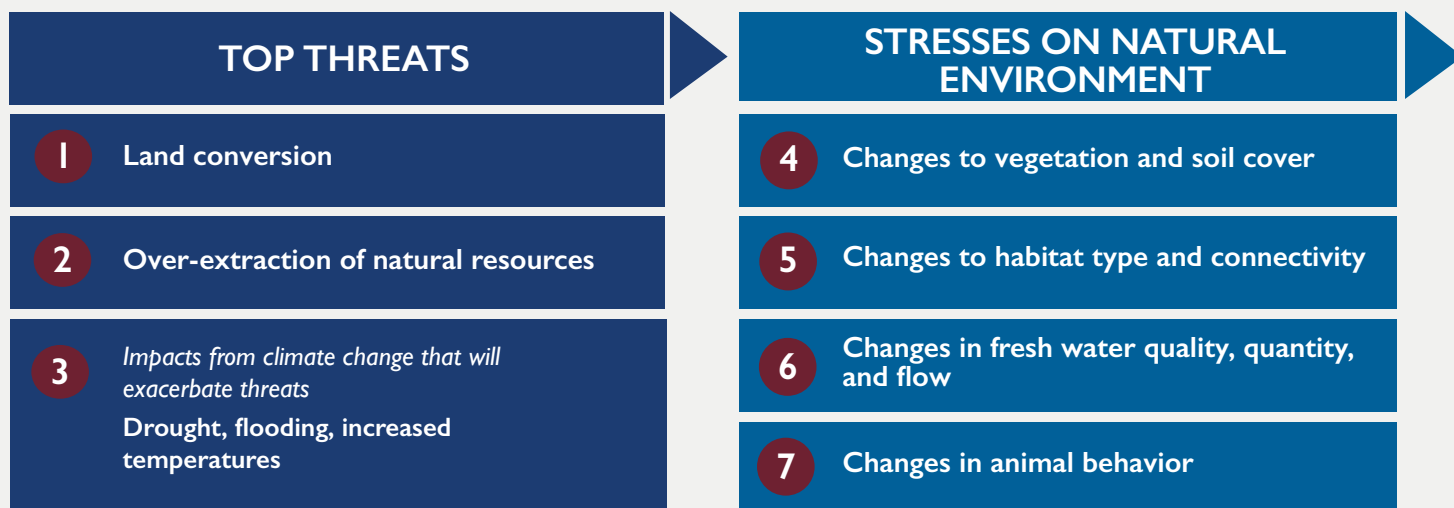 TOP THREATS
1
Land conversion
2
Over-extraction of natural resources
3
Impacts from climate change that will
exacerbate threats
Drought, flooding, increased
temperatures
STRESSES ON NATURAL
ENVIRONMENT
4
Changes to vegetation and soil cover
5
Changes to habitat type and connectivity
6
Changes in fresh water quality, quantity,
and flow
7
Changes in animal behavior